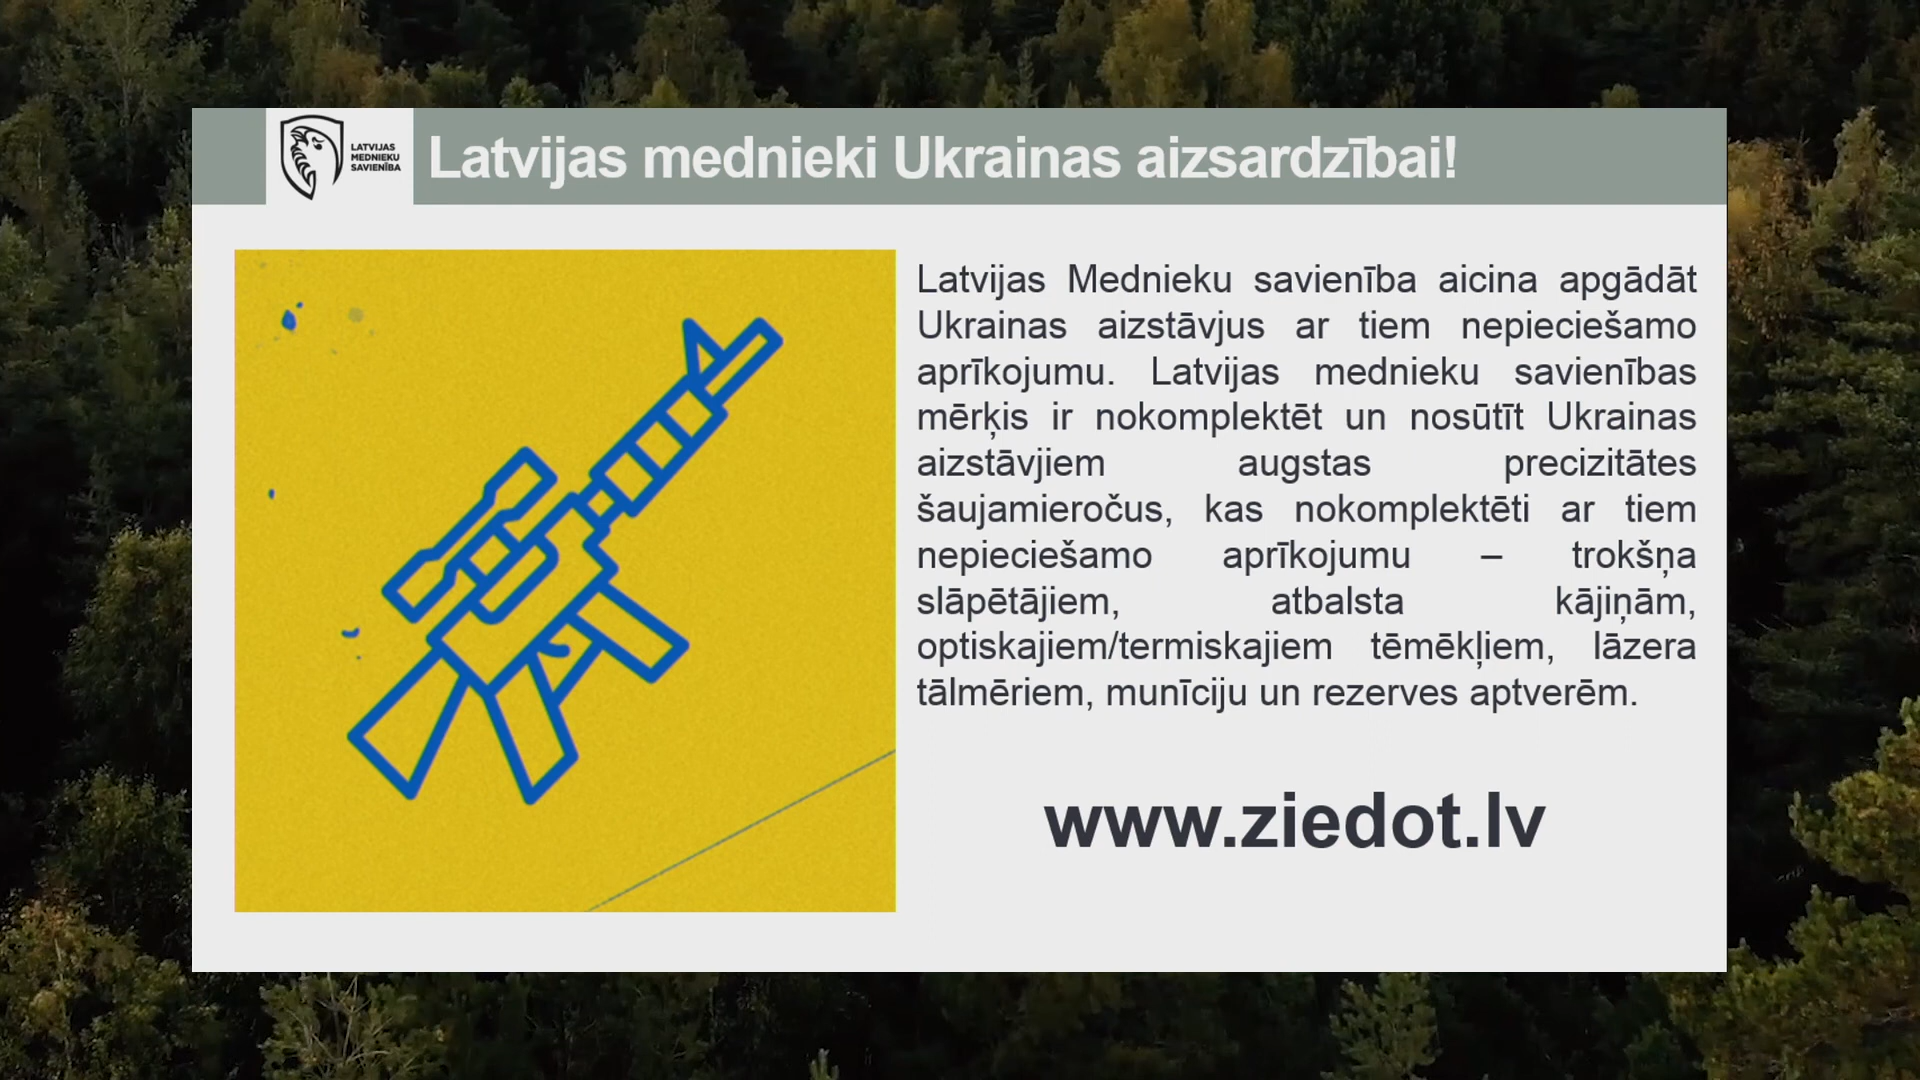 LATVIJAS
MEDNIEKU
SAVIENĪBA
Latvijas mednieki Ukrainas aizsardzībai!
Latvijas Mednieku savienība aicina apgādāt
Ukrainas aizstāvjus ar tiem nepieciešamo
aprīkojumu. Latvijas mednieku savienības
mērķis ir nokomplektēt un nosūtīt Ukrainas
aizstāvjiem augstas precizitātes
šaujamieročus, kas nokomplektēti ar tiem
nepieciešamo aprīkojumu – trokšņa
slāpētājiem, atbalsta kājiņām,
optiskajiem/termiskajiem tēmēkļiem, lāzera
tālmēriem, munīciju un rezerves aptverēm.
www.ziedot.lv